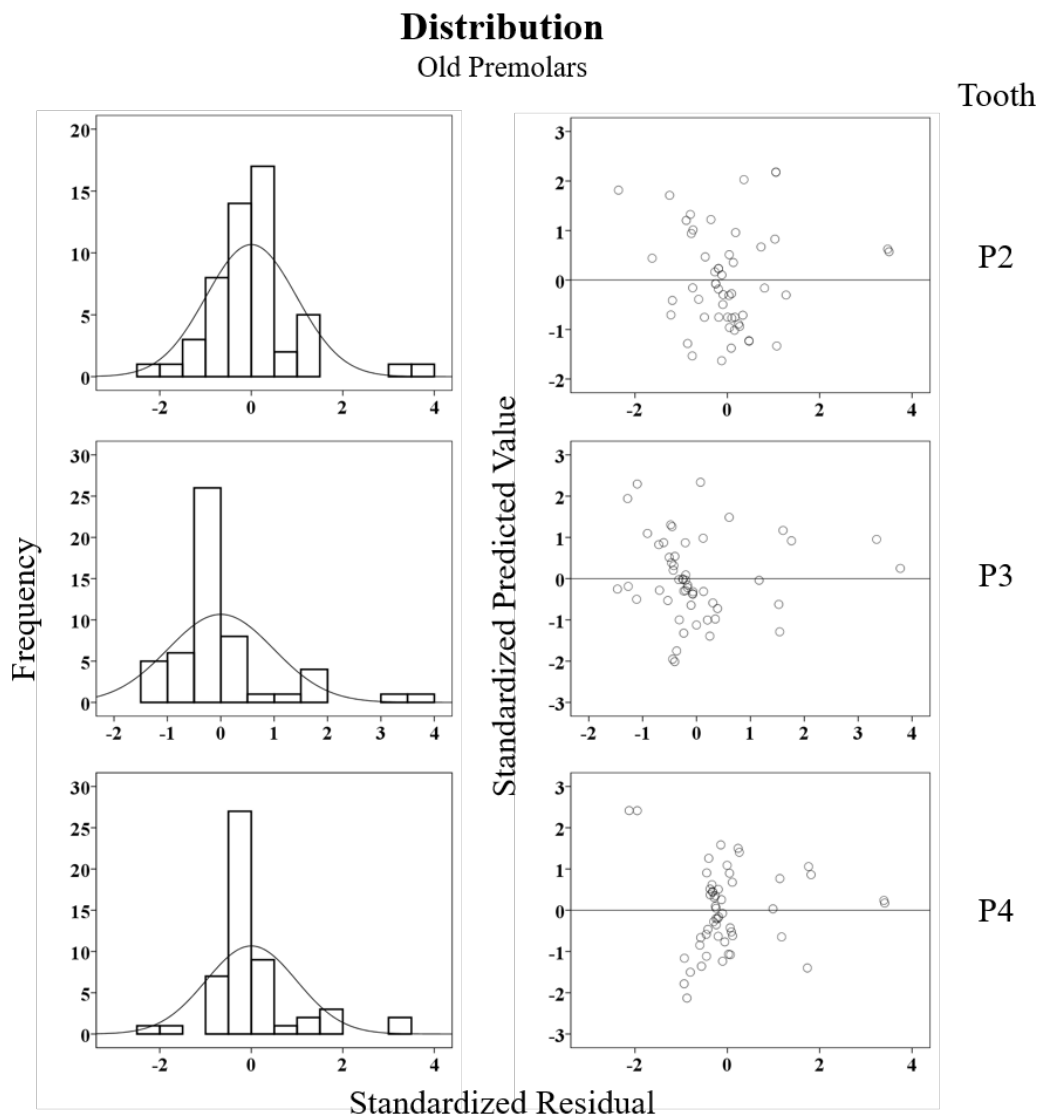 Distribution
Old Premolars
Tooth
20
15
10
5
0
-2 0 2 4
3
2
1
0
-1
-2
-2 0 2 4
P2
30
25
20
15
10
5
0
-2 -1 0 1 2 3 4
3
2
1
0
-1
-2
-3
-2 -1 0 1 2 3 4
P3
30
25
20
15
10
5
0
-2 0 2 4
3
2
1
0
-1
-2
-3
-2 0 2 4
P4
Frequency
Standardized Predicted Value
Standardized Residual